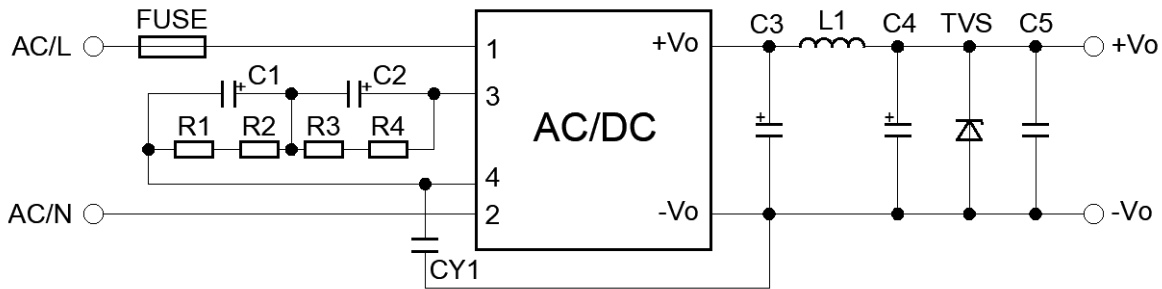 FUSE
C3
L1
C4
TVS
C5
AC/L
1
+Vo
+Vo
+
C1
+
C2
3
R1
R2
R3
R4
AC/DC
+
+
4
AC/N
2
-Vo
-Vo
CY1